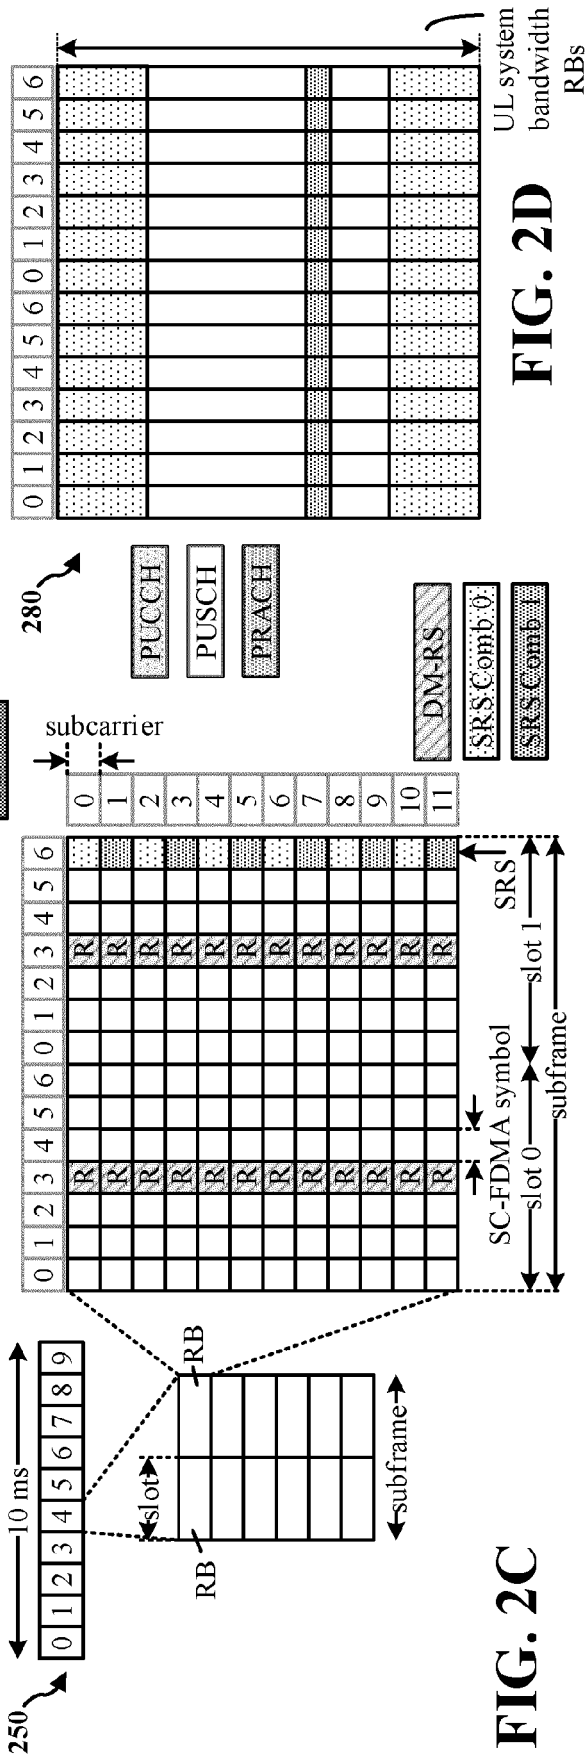 250
10 ms
0 1 2 3 4 5 6 7 8 9
slot
RB
RB
subframe
FIG. 2C
0 1 2 3 4 5 6 0 1 2 3 4 5 6
subcarrier
R R 0
R R 1
R R 2
R R 3
R R 4
R R 5
R R 6
R R 7
R R 8
R R 9
R R 10
R R 11
SC-FDMA symbol
SRS
slot 0
slot 1
subframe
DM-RS
SRS Comb 0
SRS Comb 1
280
PUCCH
PUSCH
PRACH
0 1 2 3 4 5 6 0 1 2 3 4 5 6
UL system
bandwidth
RBs
FIG. 2D